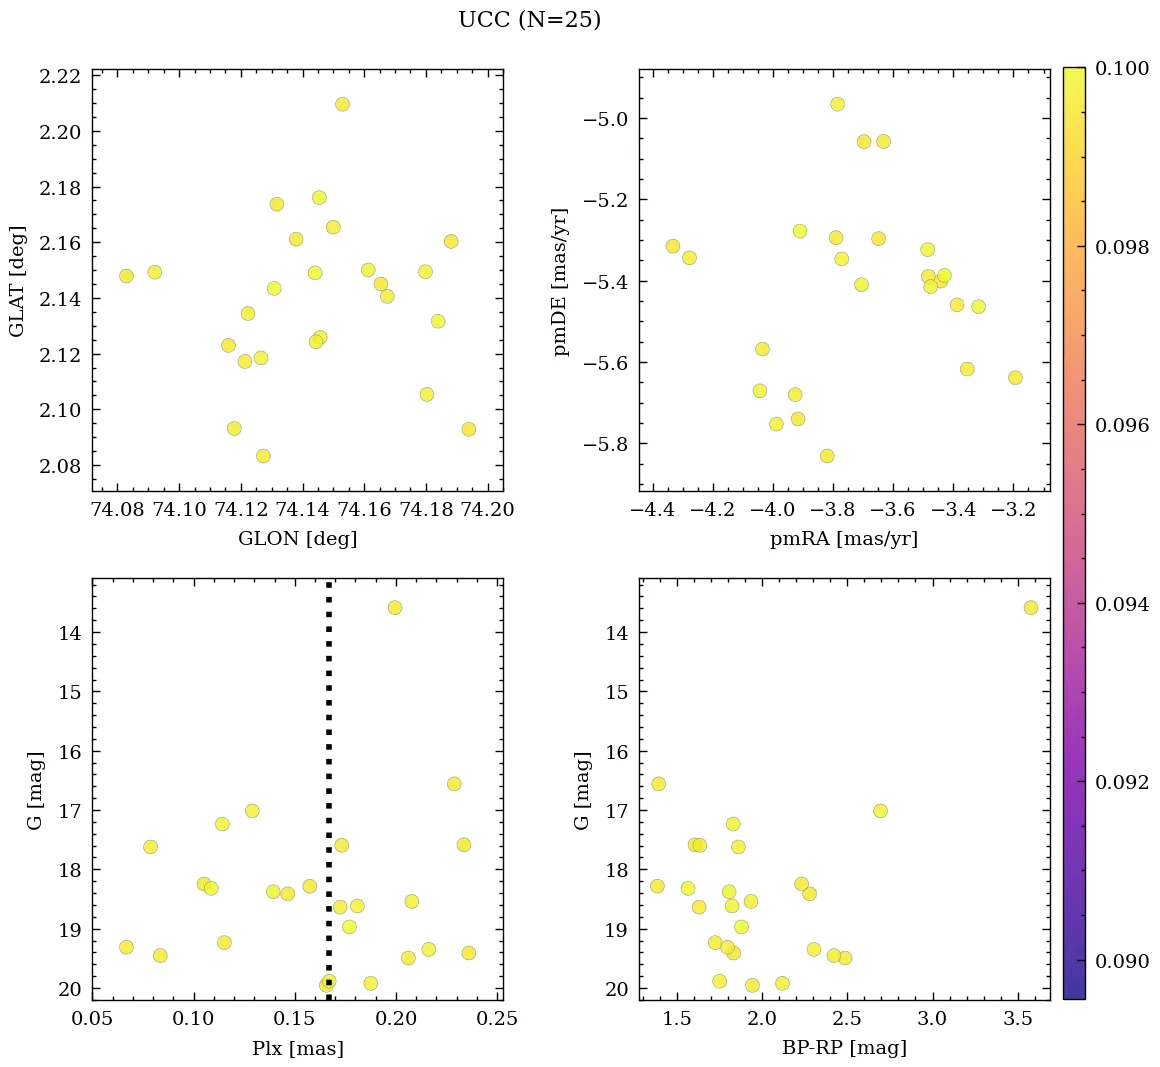 UCC (N=25)
2.22
2.20
2.18
2.16
2.14
2.12
2.10
2.08
GLAT [deg]
74.08 74.10 74.12 74.14 74.16 74.18 74.20
GLON [deg]
−5.0
−5.2
−5.4
−5.6
−5.8
pmDE [mas/yr]
−4.4 −4.2 −4.0 −3.8 −3.6 −3.4 −3.2
pmRA [mas/yr]
14
15
16
17
18
19
20
G [mag]
0.05 0.10 0.15 0.20 0.25
Plx [mas]
14
15
16
17
18
19
20
G [mag]
1.5 2.0 2.5 3.0 3.5
BP-RP [mag]
0.100
0.098
0.096
0.094
0.092
0.090